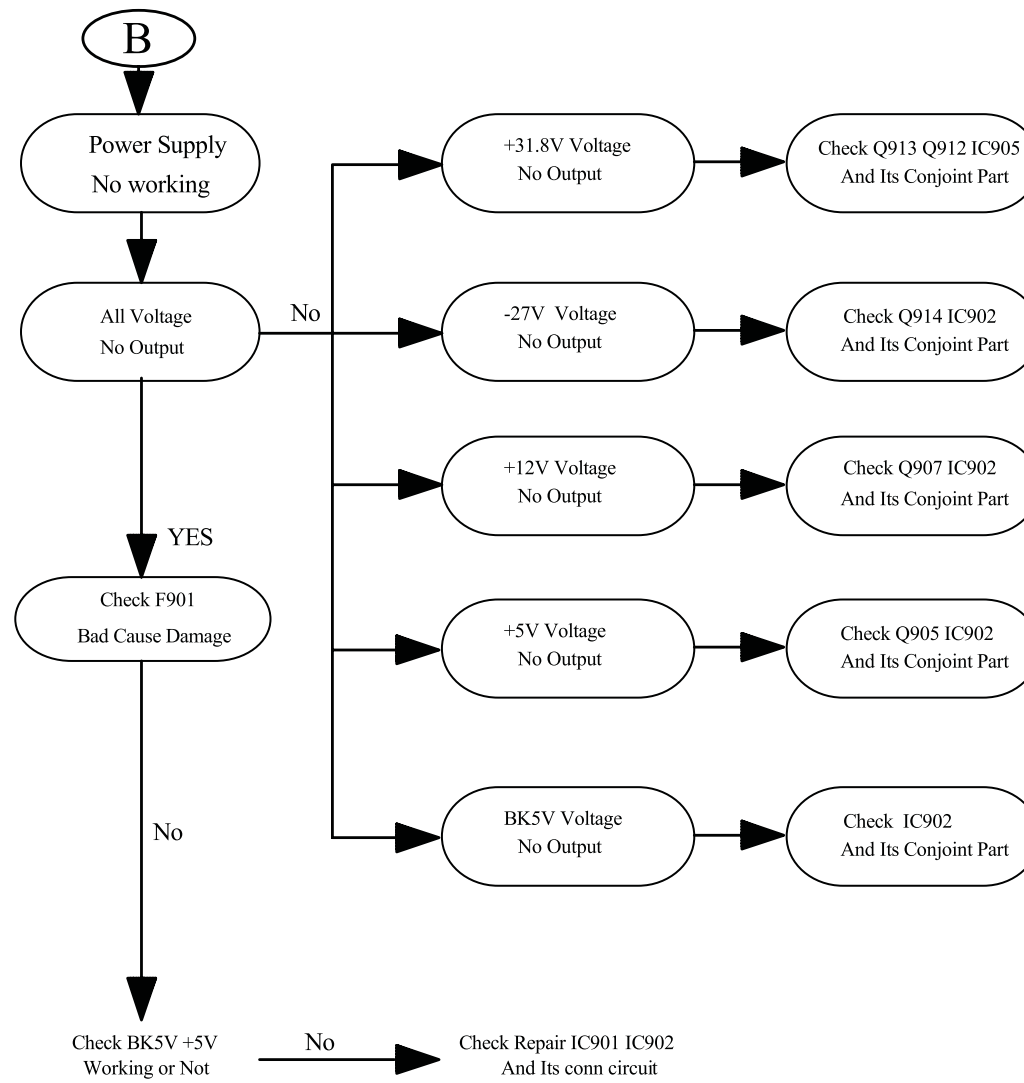 B
Power Supply
No working
All Voltage
No Output
No
YES
Check F901
Bad Cause Damage
No
Check BK5V +5V
Working or Not
No
Check Repair IC901 IC902
And Its conn circuit
+31.8V Voltage
No Output
Check Q913 Q912 IC905
And Its Conjoint Part
-27V Voltage
No Output
Check Q914 IC902
And Its Conjoint Part
+12V Voltage
No Output
Check Q907 IC902
And Its Conjoint Part
+5V Voltage
No Output
Check Q905 IC902
And Its Conjoint Part
BK5V Voltage
No Output
Check IC902
And Its Conjoint Part